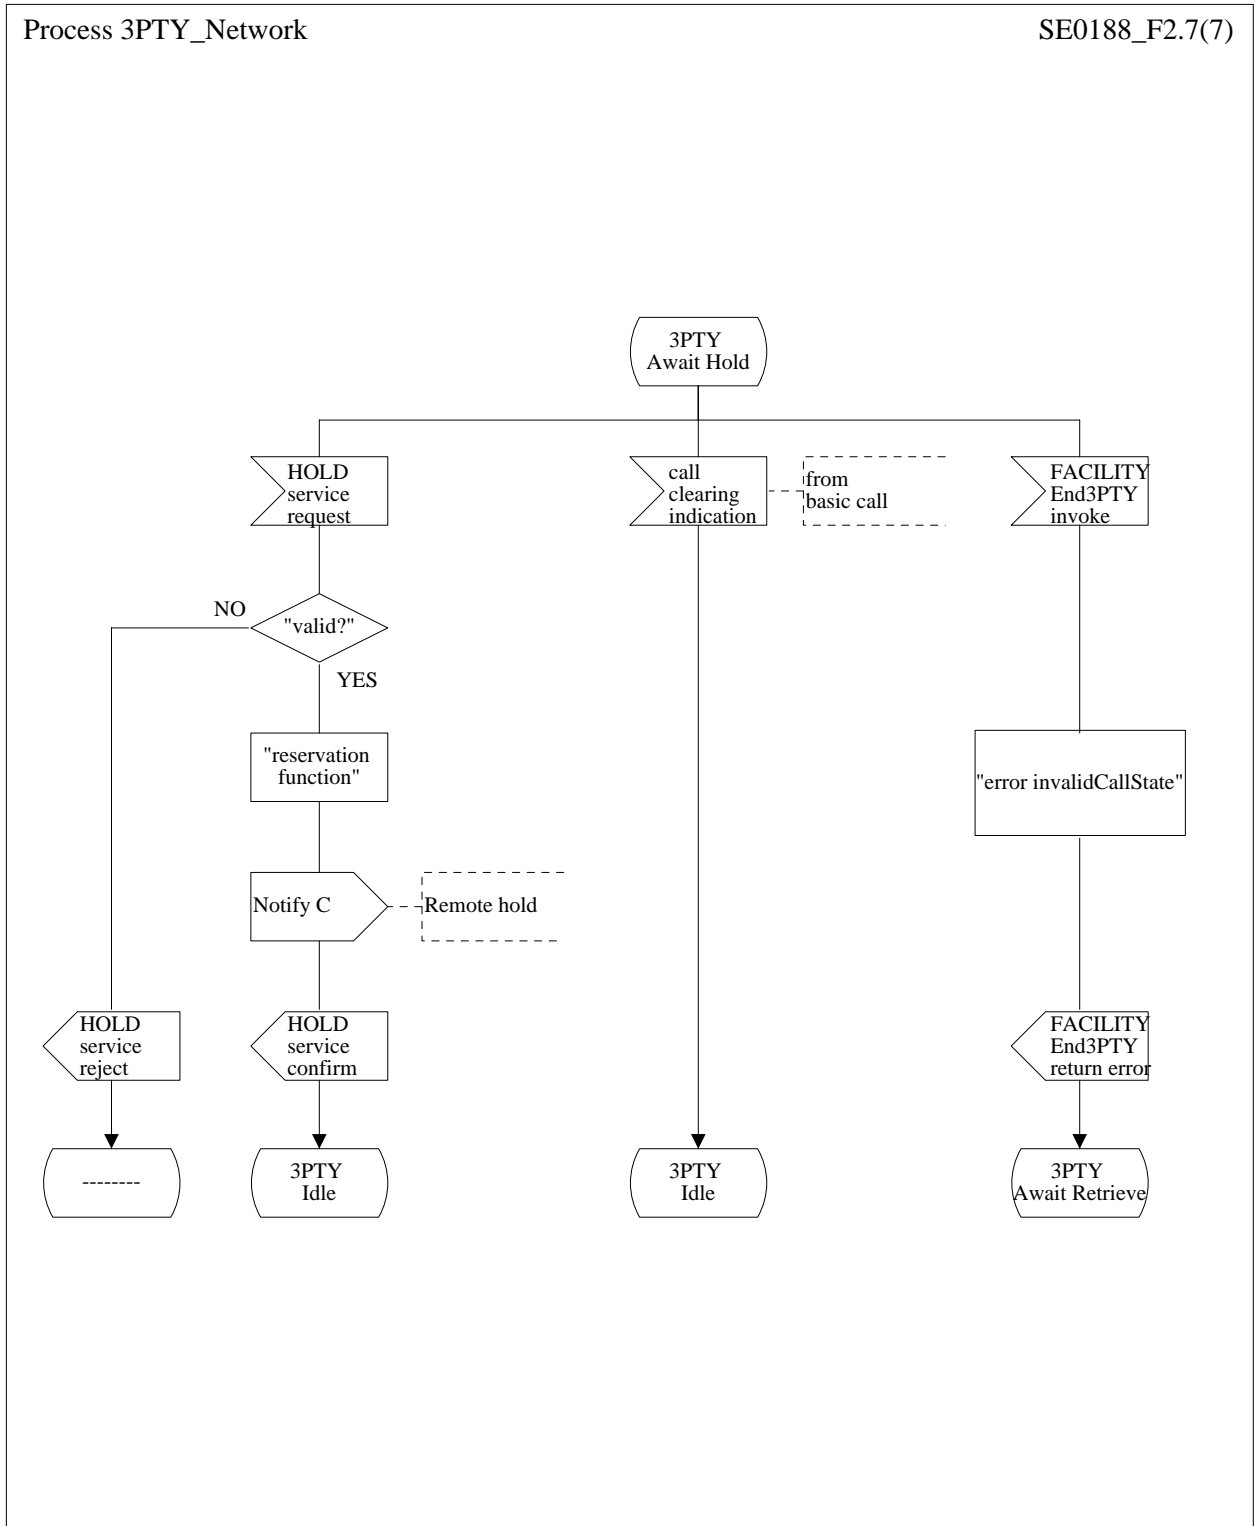 Process 3PTY_Network
SE0188_F2.7(7)
3PTY
Await Hold
HOLD
service
request
call
clearing
indication
from
basic call
FACILITY
End3PTY
invoke
NO
"valid?"
YES
"reservation
function"
"error invalidCallState"
Notify C
Remote hold
HOLD
service
reject
HOLD
service
confirm
FACILITY
End3PTY
return error
--------
3PTY
Idle
3PTY
Idle
3PTY
Await Retrieve